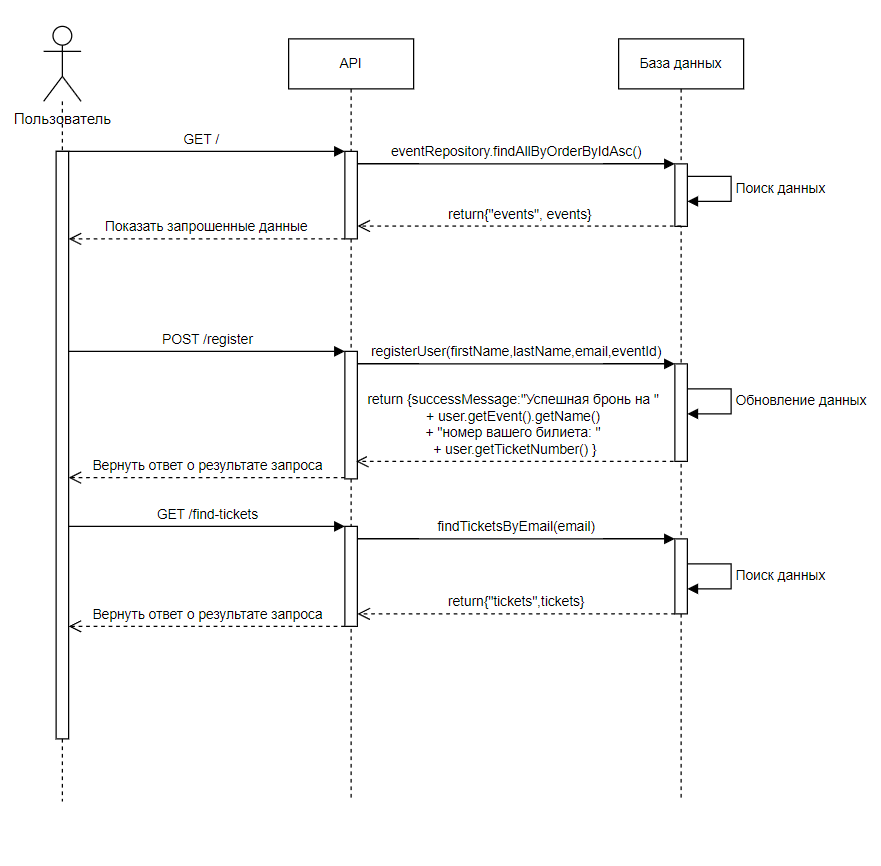 API
База данных
Пользователь
GET /
eventRepository.findAllByOrderByIdAsc()
Поиск данных
return{"events", events}
Показать запрошенные данные
POST /register
registerUser(firstName,lastName,email,eventId)
return {successMessage:"Успешная бронь на "
+ user.getEvent().getName()
+ "номер вашего билиета: "
+ user.getTicketNumber() }
Обновление данных
Вернуть ответ о результате запроса
GET /find-tickets
findTicketsByEmail(email)
Поиск данных
return{"tickets",tickets}
Вернуть ответ о результате запроса